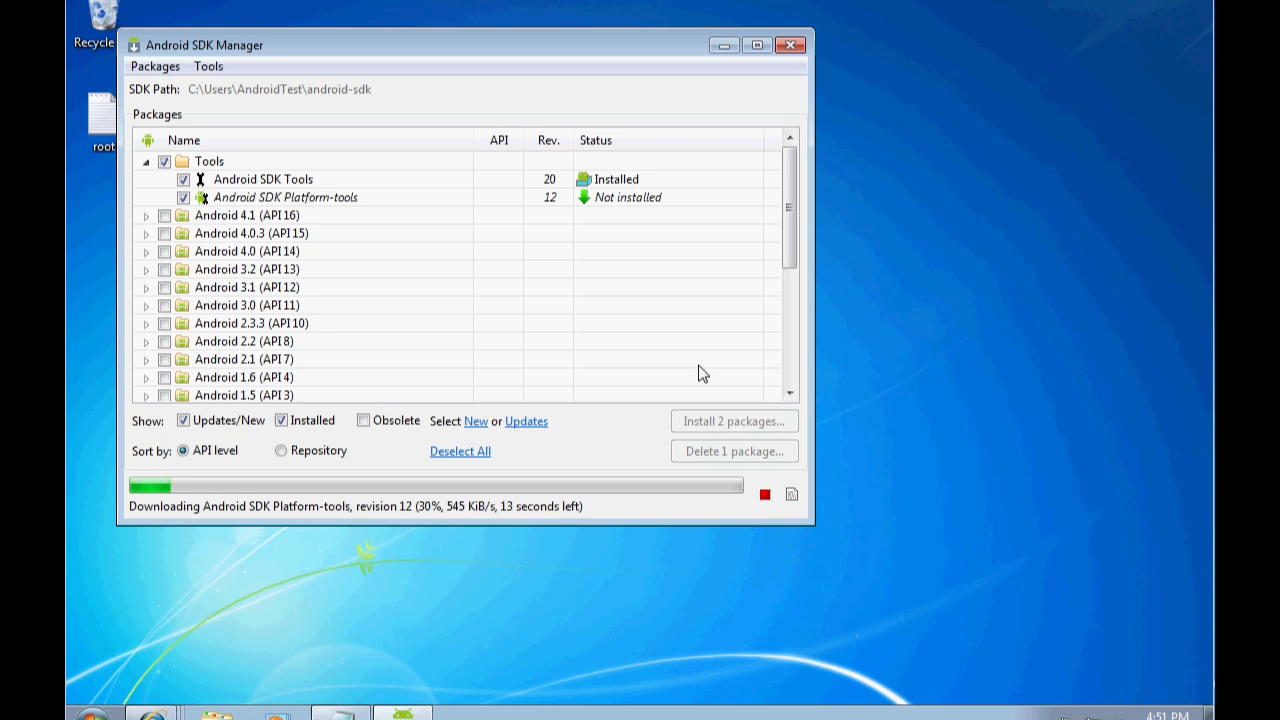 Recycle
root
Android SDK Manager
Packages Tools
SDK Path: C:\Users\AndroidTest\android-sdk
Packages
Name API Rev. Status
Tools
Android SDK Tools 20 Installed
Android SDK Platform-tools 12 Not installed
Android 4.1 (API 16)
Android 4.0.3 (API 15)
Android 4.0 (API 14)
Android 3.2 (API 13)
Android 3.1 (API 12)
Android 3.0 (API 11)
Android 2.3.3 (API 10)
Android 2.2 (API 8)
Android 2.1 (API 7)
Android 1.6 (API 4)
Android 1.5 (API 3)
Show: Updates/New Installed Obsolete Select New or Updates Install 2 packages...
Sort by: API level Repository Deselect All Delete 1 package...
Downloading Android SDK Platform-tools, revision 12 (30%, 545 KiB/s, 13 seconds left)
4:51 PM